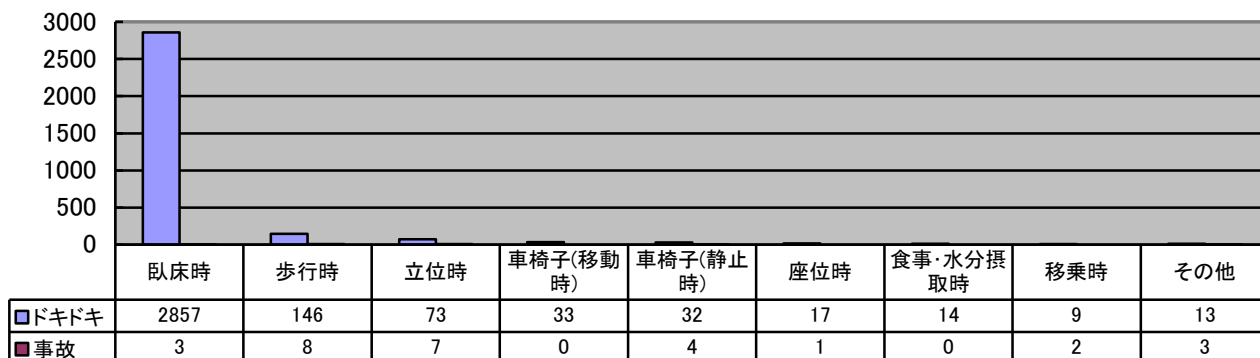 3000
2500
2000
1500
1000
500
0
臥床時 歩行時 立位時 車椅子(移動時) 車椅子(静止時) 座位時 食事・水分摂取時 移乗時 その他
ドキドキ 2857 146 73 33 32 17 14 9 13
事故 3 8 7 0 4 1 0 2 3